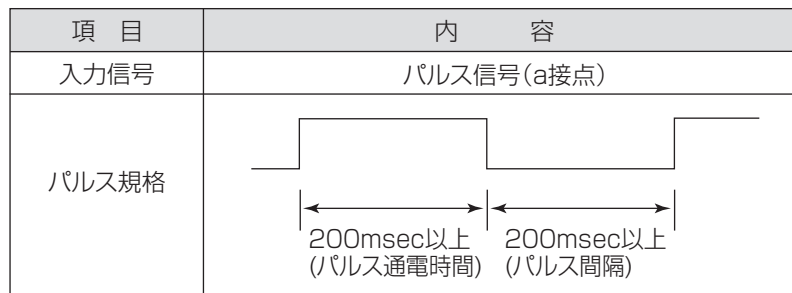 項　目　内　容
入力信号　パルス信号(a接点)
パルス規格
200msec以上　200msec以上
(パルス通電時間)　(パルス間隔)